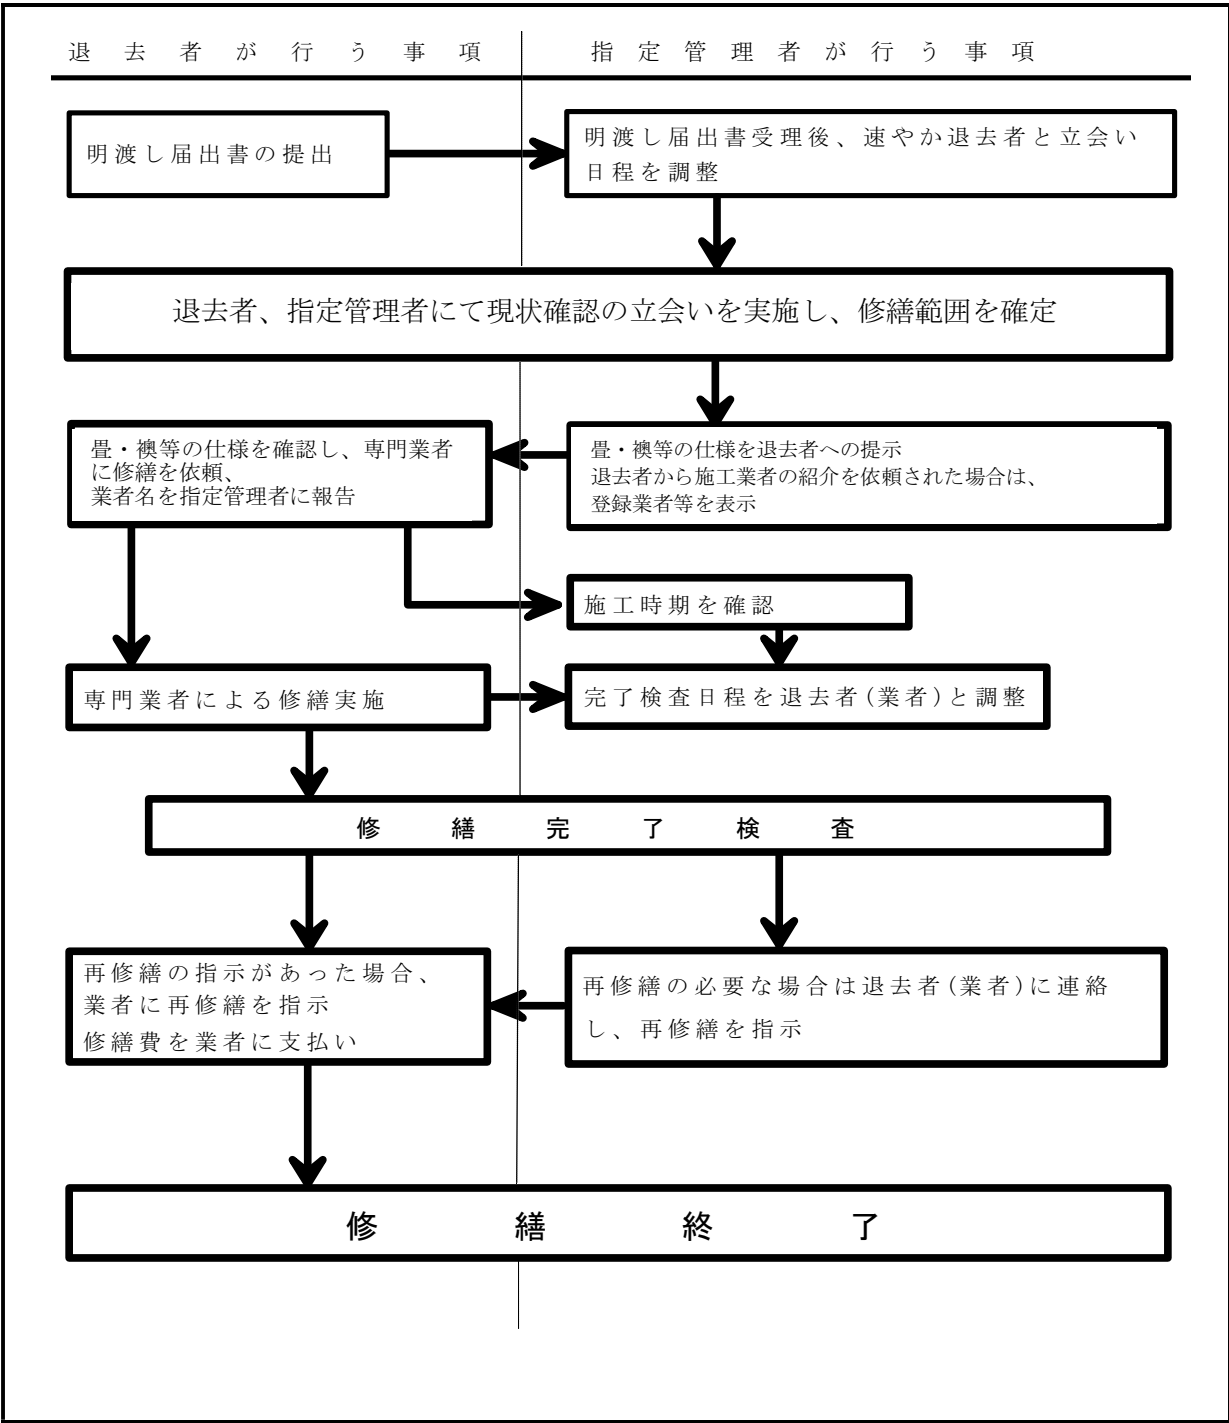 退去者が行う事項
指定管理者が行う事項
明渡し届出書の提出
明渡し届出書受理後、速やか退去者と立会い
日程を調整
退去者、指定管理者にて現状確認の立会いを実施し、修繕範囲を確定
畳・襖等の仕様を確認し、専門業者
に修繕を依頼、
業者名を指定管理者に報告
畳・襖等の仕様を退去者への提示
退去者から施工業者の紹介を依頼された場合は、
登録業者等を表示
施工時期を確認
専門業者による修繕実施
完了検査日程を退去者(業者)と調整
修繕完了検査
再修繕の指示があった場合、
業者に再修繕を指示
修繕費を業者に支払い
再修繕の必要な場合は退去者(業者)に連絡
し、再修繕を指示
修繕終了